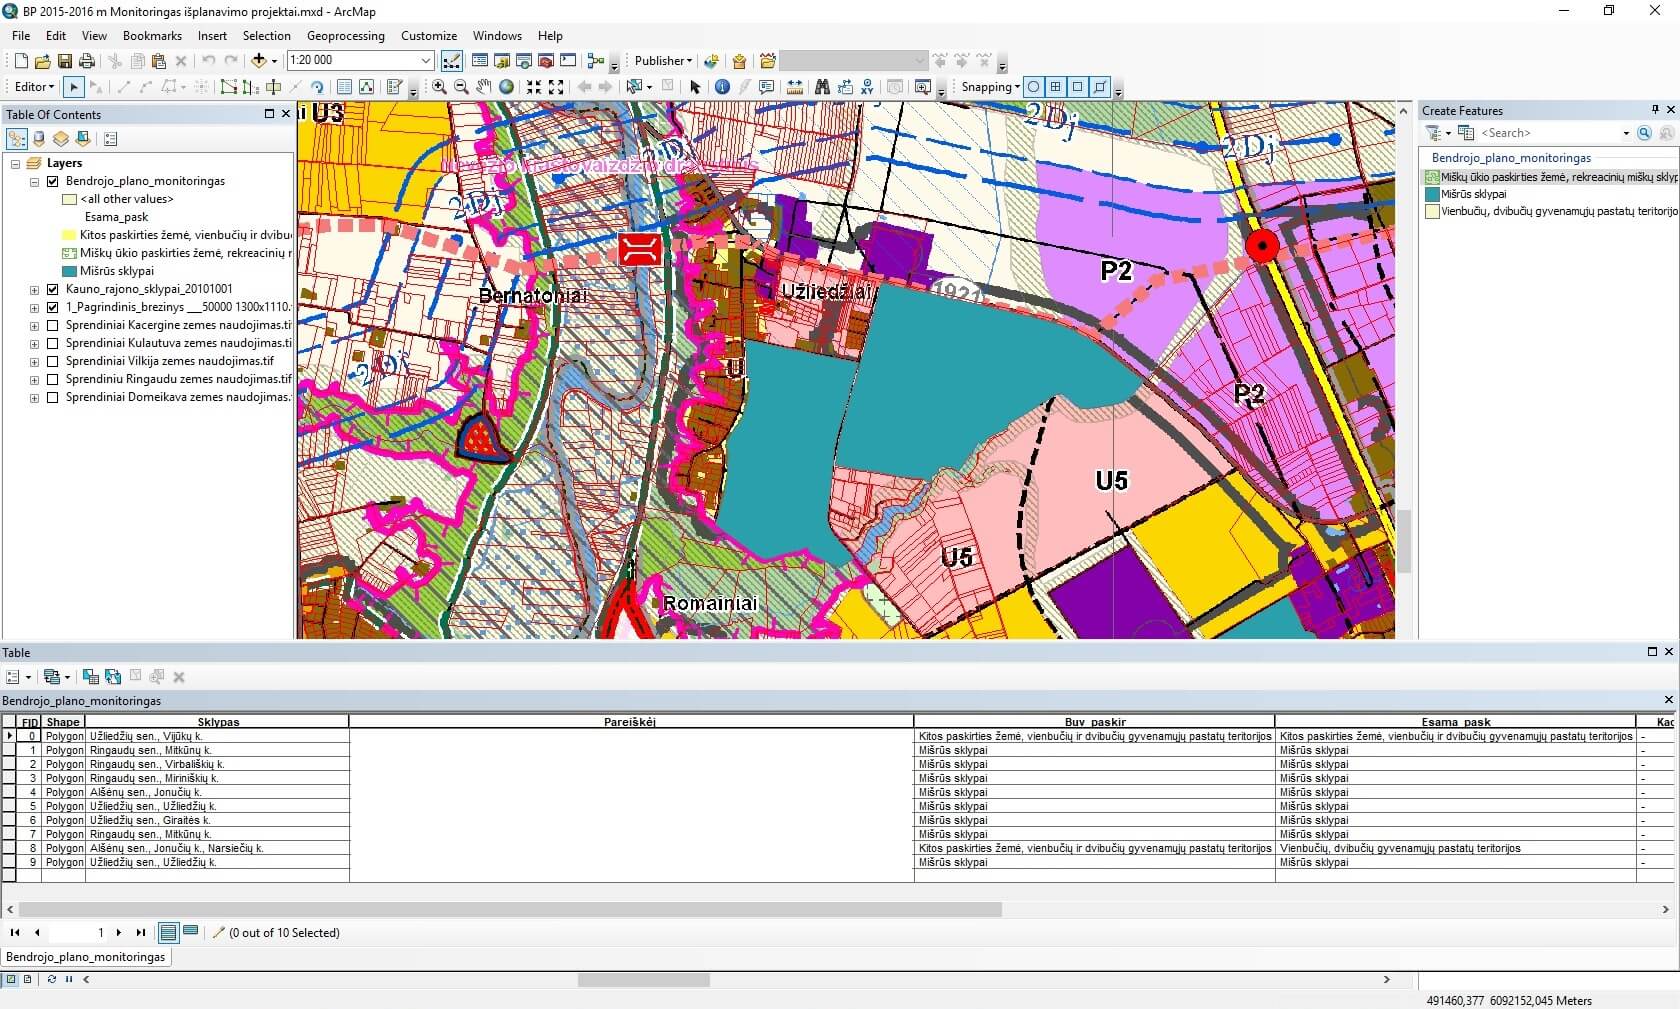 BP 2015-2016 m Monitoringas išplanavimo projektai.mxd - ArcMap
File Edit View Bookmarks Insert Selection Geoprocessing Customize Windows Help
1:20 000 Publisher
Editor Snapping
Table Of Contents
Layers
Bendrojo_plano_monitoringas
<all other values>
Esama_pask
Kitos paskirties žemė, vienbučių ir dvibu
Miškų ūkio paskirties žemė, rekreacinių r
Mišrūs sklypai
Kauno_rajono_sklypai_20101001
1_Pagrindinis_brezinys ___50000 1300x1110.
Sprendiniai Kacergine zemes naudojimas.ti
Sprendiniai Kulautuva zemes naudojimas.ti
Sprendiniai Vilkija zemes naudojimas.tif
Sprendiniu Ringaudu zemes naudojimas.tif
Sprendiniai Domeikava zemes naudojimas.
U3
2Dj
2Dj
2Dj
2Dj
2Dj
Bernatoniai
Užliedžiai
1921
P2
P2
U
U5
U5
Romainiai
Create Features
<Search>
Bendrojo_plano_monitoringas
Miškų ūkio paskirties žemė, rekreacinių miškų sklyp
Mišrūs sklypai
Vienbučių, dvibučių gyvenamųjų pastatų teritorijo
Table
Bendrojo_plano_monitoringas
FID Shape Sklypas Pareiškėj Buv_paskir Esama_pask Kad
0 Polygon Užliedžių sen., Vijūkų k. Kitos paskirties žemė, vienbučių ir dvibučių gyvenamųjų pastatų teritorijos Kitos paskirties žemė, vienbučių ir dvibučių gyvenamųjų pastatų teritorijos -
1 Polygon Ringaudų sen., Mitkūnų k. Mišrūs sklypai Mišrūs sklypai -
2 Polygon Ringaudų sen., Virbališkių k. Mišrūs sklypai Mišrūs sklypai -
3 Polygon Ringaudų sen., Miriniškių k. Mišrūs sklypai Mišrūs sklypai -
4 Polygon Alšėnų sen., Jonučių k. Mišrūs sklypai Mišrūs sklypai -
5 Polygon Užliedžių sen., Užliedžių k. Mišrūs sklypai Mišrūs sklypai -
6 Polygon Užliedžių sen., Giraitės k. Mišrūs sklypai Mišrūs sklypai -
7 Polygon Ringaudų sen., Mitkūnų k. Mišrūs sklypai Mišrūs sklypai -
8 Polygon Alšėnų sen., Jonučių k., Narsiečių k. Kitos paskirties žemė, vienbučių ir dvibučių gyvenamųjų pastatų teritorijos Vienbučių, dvibučių gyvenamųjų pastatų teritorijos -
9 Polygon Užliedžių sen., Užliedžių k. Mišrūs sklypai Mišrūs sklypai -
1 (0 out of 10 Selected)
Bendrojo_plano_monitoringas
491460,377 6092152,045 Meters